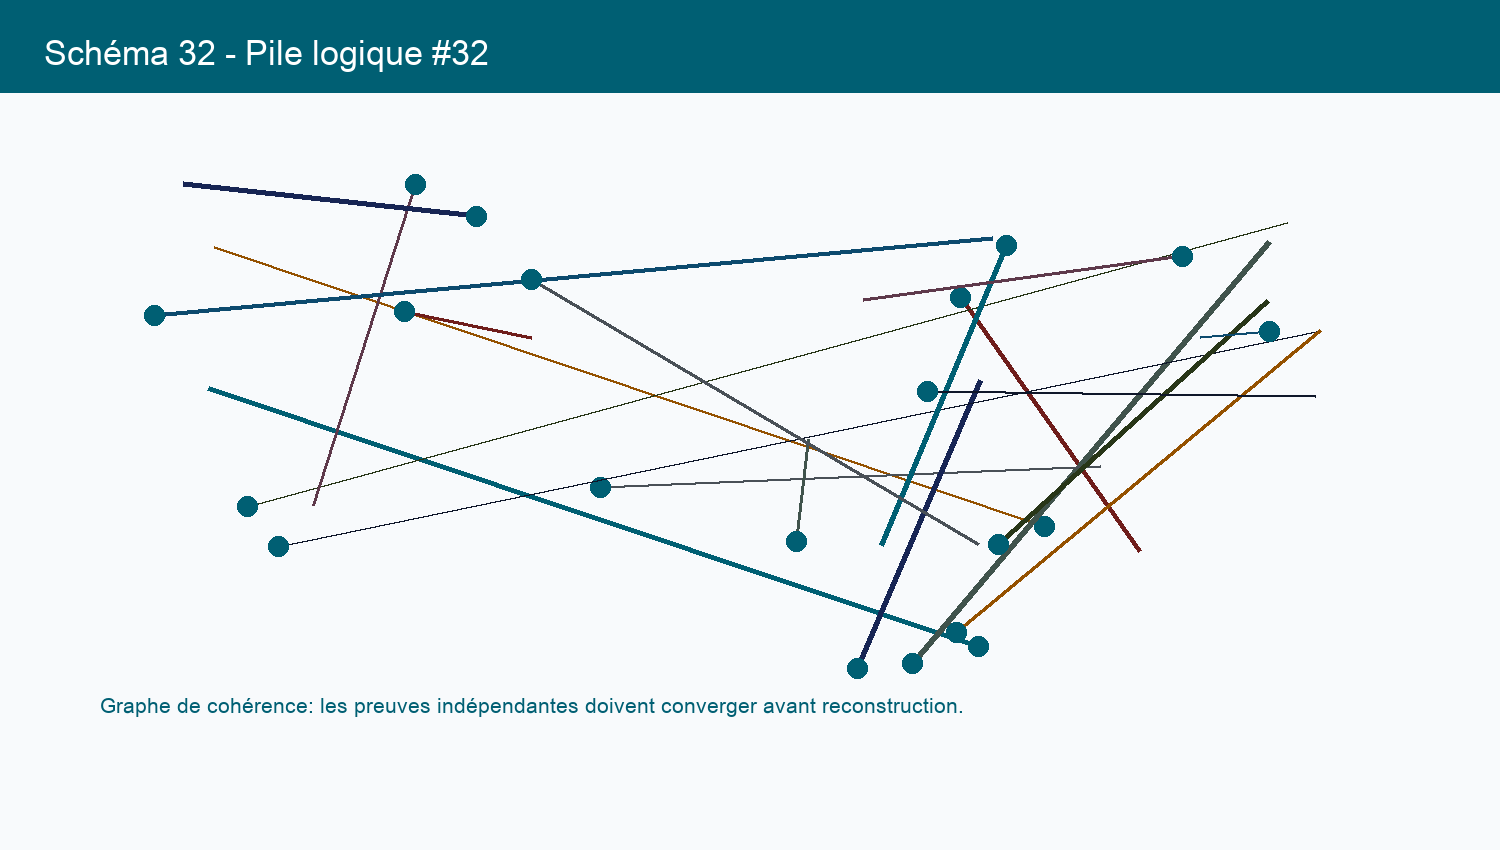 Schéma 32 - Pile logique #32
Graphe de cohérence: les preuves indépendantes doivent converger avant reconstruction.